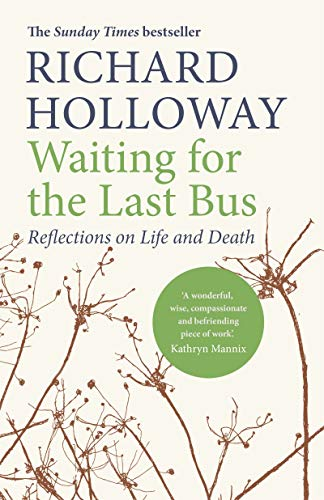 The Sunday Times bestseller
RICHARD
HOLLOWAY
Waiting for
the Last Bus
Reflections on Life and Death
'A wonderful,
wise, compassionate
and befriending
piece of work'.
Kathryn Mannix